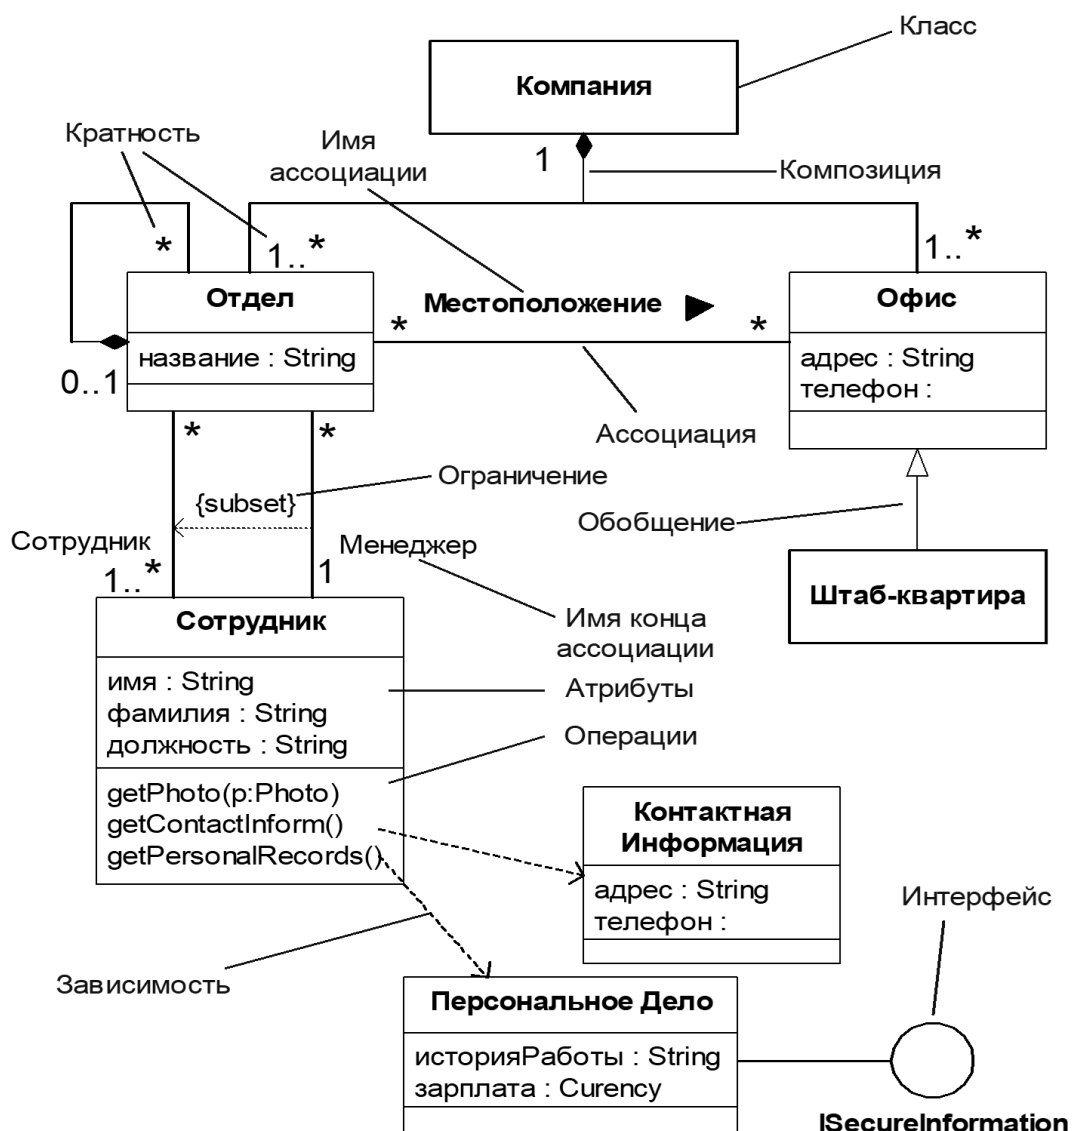 Класс
Компания
Кратность
Имя
ассоциации
1
Композиция
*
1..*
1..*
Отдел
Местоположение
Офис
название : String
*
*
адрес : String
телефон :
0..1
Ассоциация
*
*
Ограничение
{subset}
Обобщение
Сотрудник
Менеджер
1..*
1
Штаб-квартира
Сотрудник
Имя конца
ассоциации
имя : String
фамилия : String
должность : String
Атрибуты
Операции
getPhoto(p:Photo)
getContactInform()
getPersonalRecords()
Контактная
Информация
адрес : String
телефон :
Интерфейс
Зависимость
Персональное Дело
историяРаботы : String
зарплата : Curency
ISecureInformation